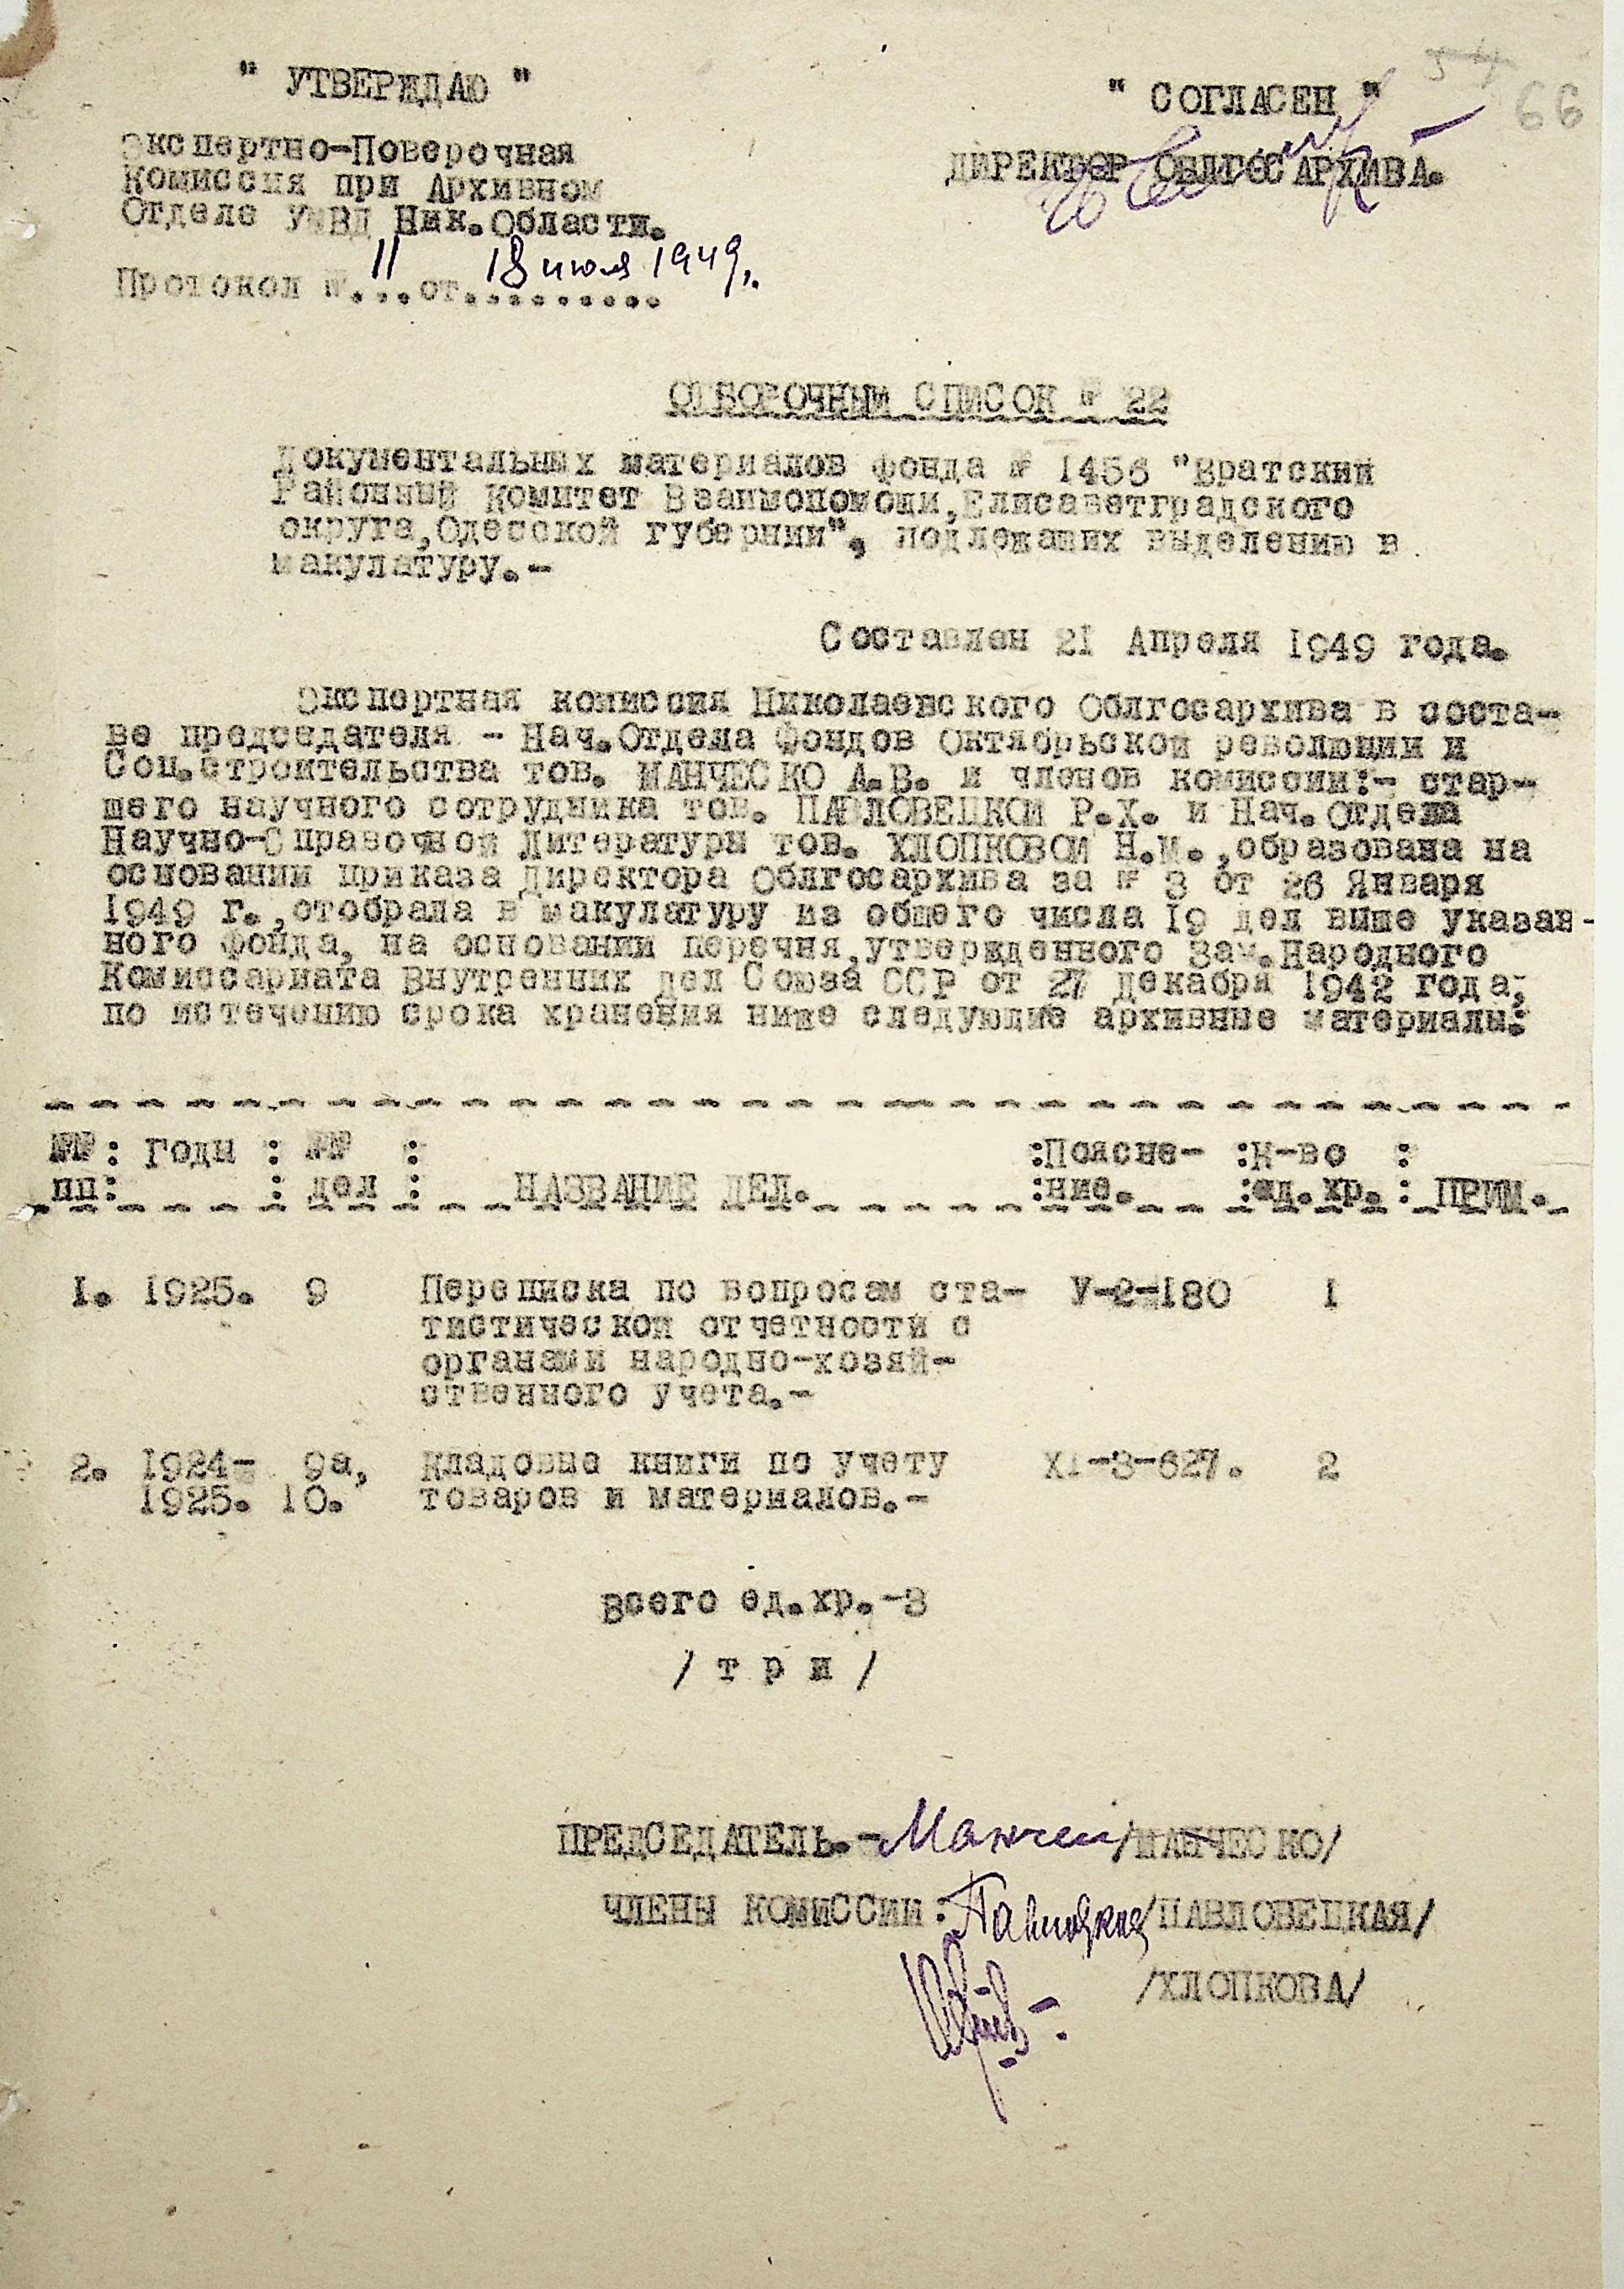 " УТВЕРЖДАЮ "
Экспертно-Поверочная
Комиссия при Архивном
Отделе УМВД Ник.Области.
Протокол №. 11 ..от 18 июля 1949г.
54
66
" СОГЛАСЕН "
ДИРЕКТОР ОБЛГОСАРХИВА.
ОТБОРОЧНЫЙ СПИСОК № 22
Документальных материалов фонда № 1456 "Братский
Районный Комитет Взаимопомощи,Елисаветградского
округа,Одесской губернии", подлежащих выделению в
макулатуру.-
Составлен 21 Апреля 1949 года.
Экспертная комиссия Николаевского Облгосархива в соста-
ве председателя - Нач.Отдела Фондов Октябрьской революции и
Соц.строительства тов. МАНЧЕСКО А.В. и членов комиссии:- стар-
шего научного сотрудника тов. ПАВЛОВЕЦКОЙ Р.Х. и Нач.Отдела
Научно-Справочной Литературы тов. ХЛОПКОВОЙ Н.М.,образована на
основании приказа Директора Облгосархива за № 3 от 26 Января
1949 г.,отобрала в макулатуру из общего числа 19 дел выше указан-
ного фонда, на основании перечня,утвержденного Зам.Народного
Комиссариата Внутренних дел Союза ССР от 27 Декабря 1942 года,
по истечению срока хранения ниже следующие архивные материалы:
№№: Годы : №№ : :Поясне- :К-во :
пп: : дел : НАЗВАНИЕ ДЕЛ. :ние. :ед.хр. : ПРИМ.
1. 1925. 9 Переписка по вопросам ста- У-2-180 1
тистической отчетности с
органами народно-хозяй-
ственного учета.-
2. 1924- 9а, Кладовые книги по учету XI-3-627. 2
1925. 10. товаров и материалов.-
Всего ед.хр.-3
/ т р и /
ПРЕДСЕДАТЕЛЬ.- Манчес /МАНЧЕСКО/
ЧЛЕНЫ КОМИССИИ: /ПАВЛОВЕЦКАЯ/
/ХЛОПКОВА/